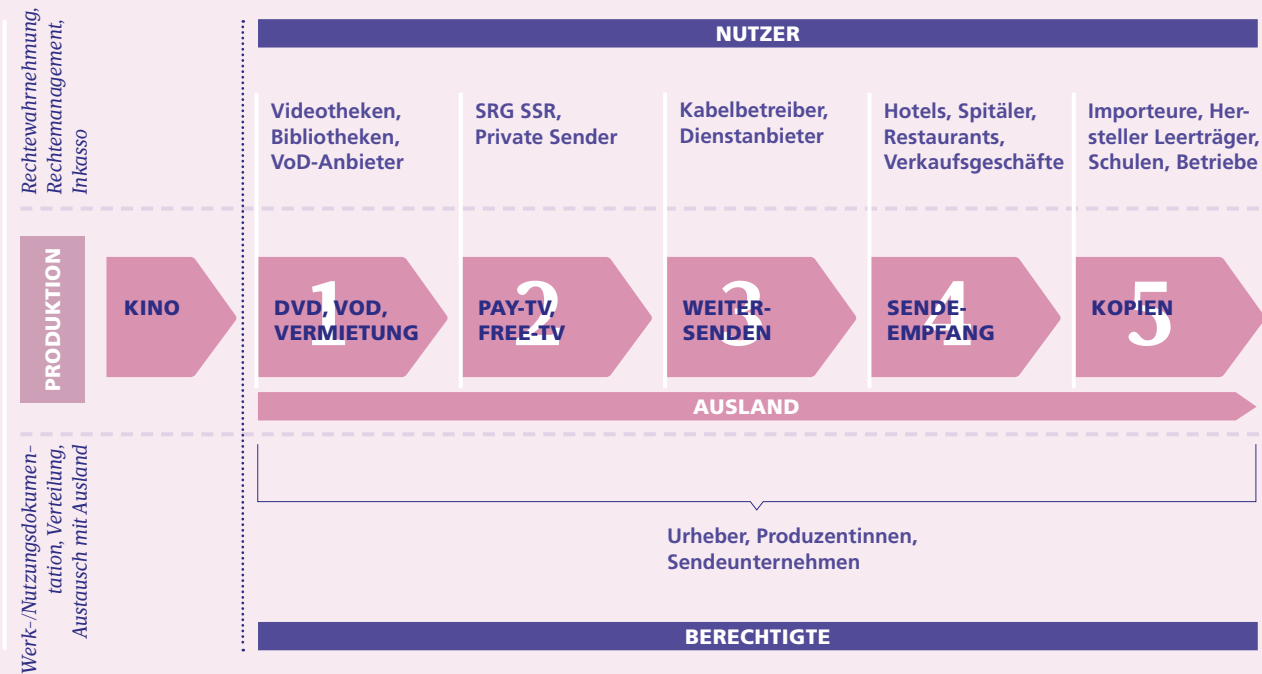 Rechtewahrnehmung,
Rechtemanagement,
Inkasso
NUTZER
Videotheken,
Bibliotheken,
VoD-Anbieter
SRG SSR,
Private Sender
Kabelbetreiber,
Dienstanbieter
Hotels, Spitäler,
Restaurants,
Verkaufsgeschäfte
Importeure, Her-
steller Leerträger,
Schulen, Betriebe
PRODUKTION
KINO
1
DVD, VOD,
VERMIETUNG
2
PAY-TV,
FREE-TV
3
WEITER-
SENDEN
4
SENDE-
EMPFANG
5
KOPIEN
AUSLAND
Werk-/Nutzungsdokumen-
tation, Verteilung,
Austausch mit Ausland
Urheber, Produzentinnen,
Sendeunternehmen
BERECHTIGTE